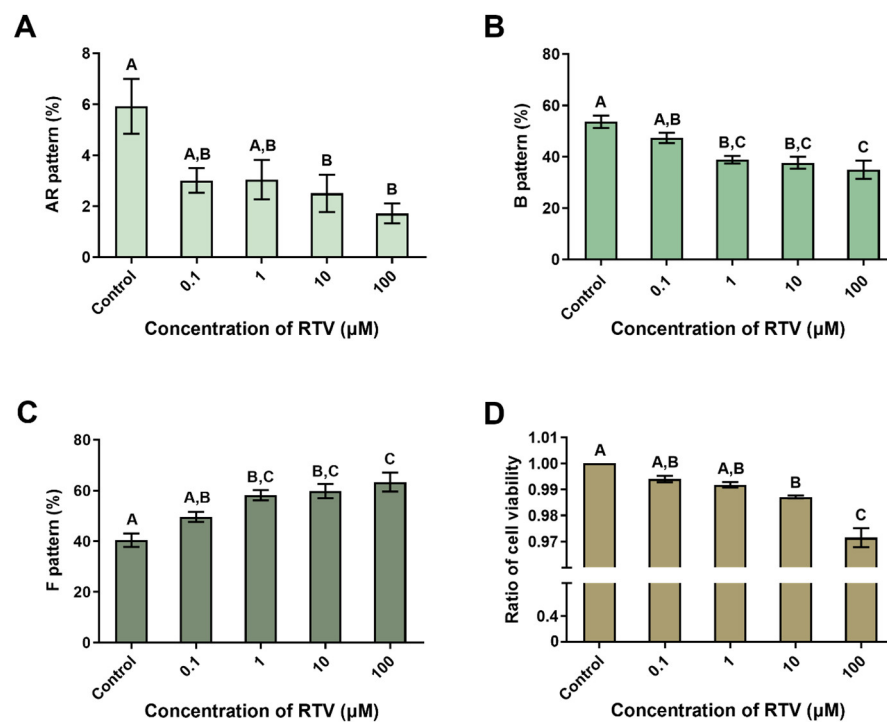 A
AR pattern (%)
8
6
4
2
0
A
A,B
A,B
B
B
Control
0.1
1
10
100
Concentration of RTV (µM)
B
B pattern (%)
80
60
40
20
0
A
A,B
B,C
B,C
C
Control
0.1
1
10
100
Concentration of RTV (µM)
C
F pattern (%)
80
60
40
20
0
A
A,B
B,C
B,C
C
Control
0.1
1
10
100
Concentration of RTV (µM)
D
Ratio of cell viability
1.01
1.00
0.99
0.98
0.97
0.4
0
A
A,B
A,B
B
C
Control
0.1
1
10
100
Concentration of RTV (µM)